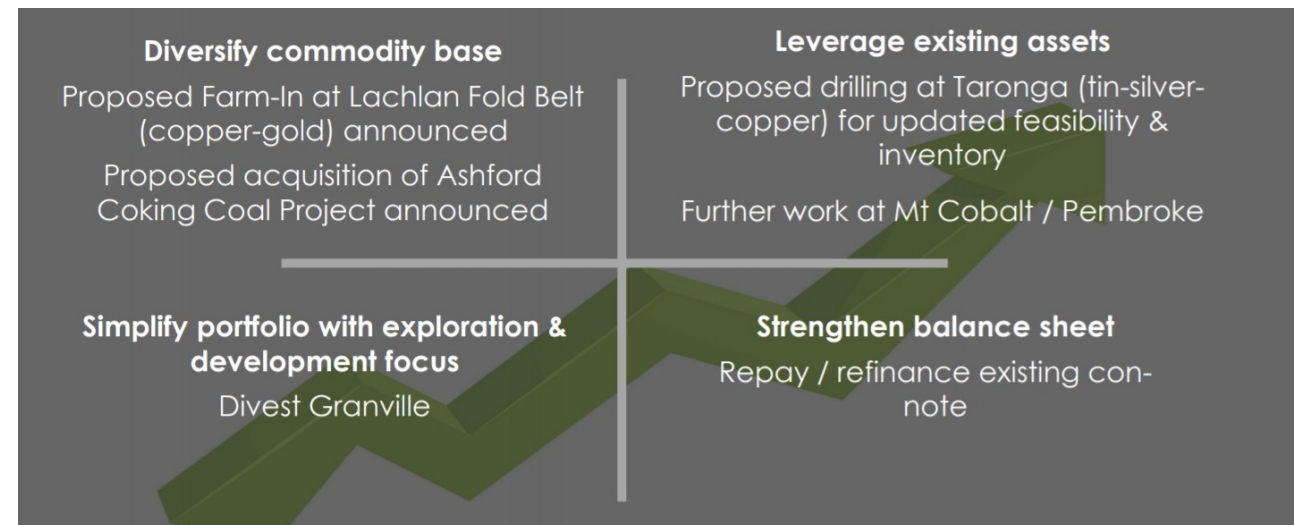 Diversify commodity base
Proposed Farm-In at Lachlan Fold Belt
(copper-gold) announced
Proposed acquisition of Ashford
Coking Coal Project announced
Leverage existing assets
Proposed drilling at Taronga (tin-silver-
copper) for updated feasibility &
inventory
Further work at Mt Cobalt / Pembroke
Simplify portfolio with exploration &
development focus
Divest Granville
Strengthen balance sheet
Repay / refinance existing con-
note